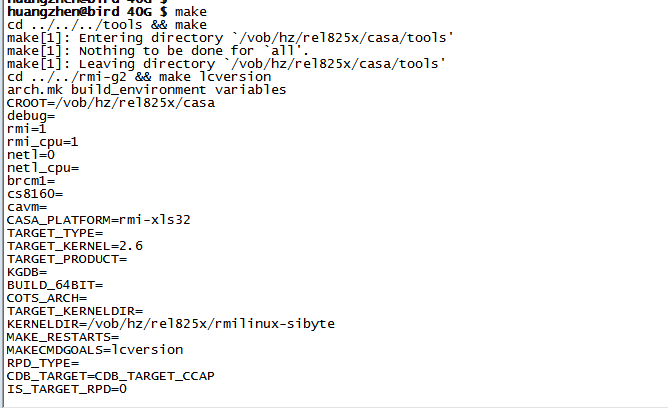 huangzhen@bird 40G $
huangzhen@bird 40G $ make
cd ../../../tools && make
make[1]: Entering directory `/vob/hz/rel825x/casa/tools'
make[1]: Nothing to be done for `all'.
make[1]: Leaving directory `/vob/hz/rel825x/casa/tools'
cd ../../rmi-g2 && make lcversion
arch.mk build_environment variables
CROOT=/vob/hz/rel825x/casa
debug=
rmi=1
rmi_cpu=1
netl=0
netl_cpu=
brcm1=
cs8160=
cavm=
CASA_PLATFORM=rmi-xls32
TARGET_TYPE=
TARGET_KERNEL=2.6
TARGET_PRODUCT=
KGDB=
BUILD_64BIT=
COTS_ARCH=
TARGET_KERNELDIR=
KERNELDIR=/vob/hz/rel825x/rmilinux-sibyte
MAKE_RESTARTS=
MAKECMDGOALS=lcversion
RPD_TYPE=
CDB_TARGET=CDB_TARGET_CCAP
IS_TARGET_RPD=0